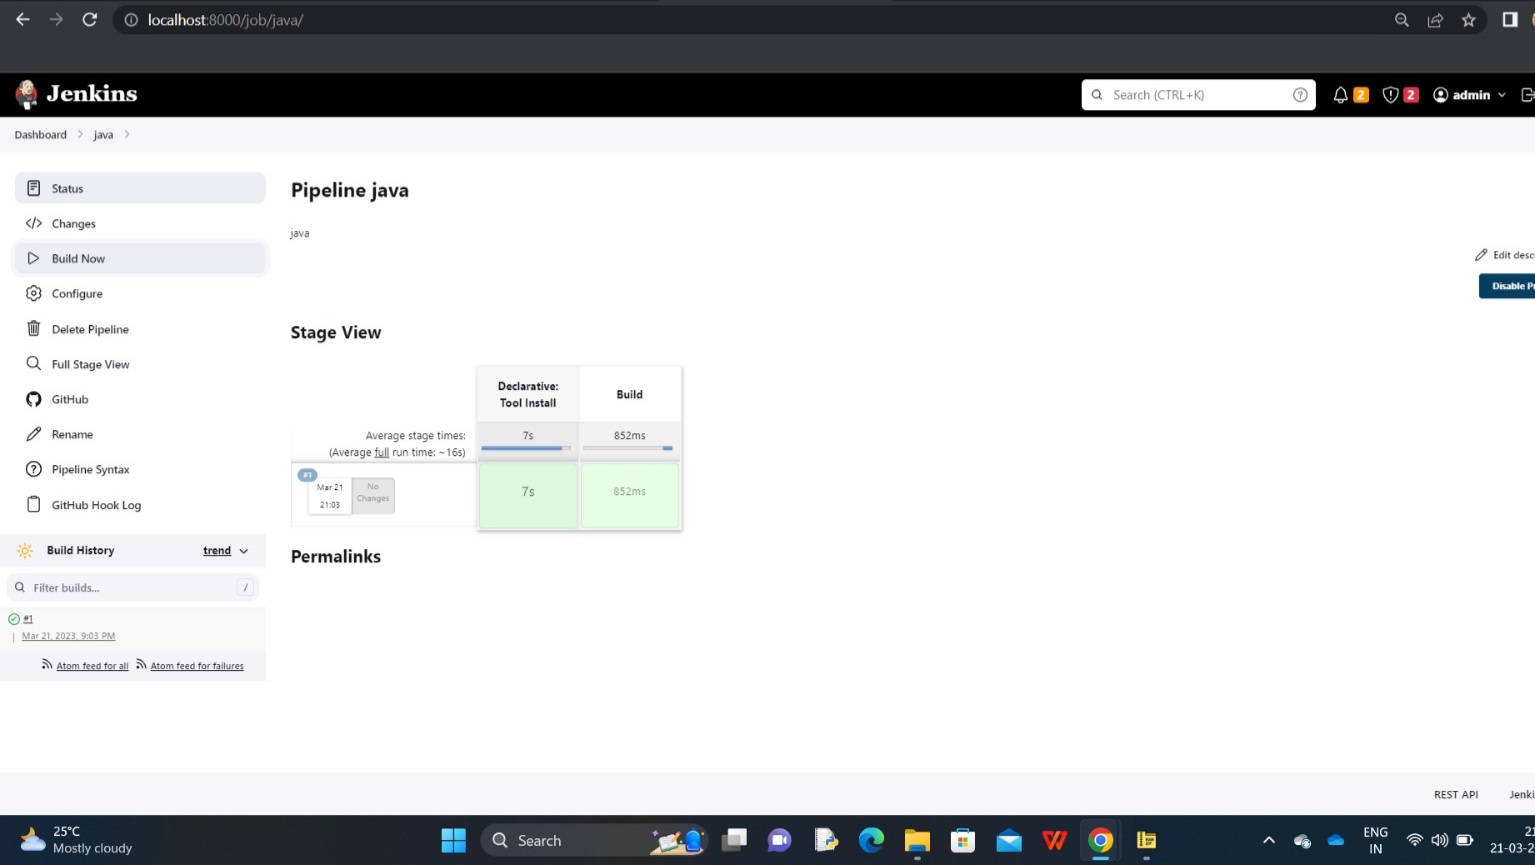 localhost:8000/job/java/
Jenkins
Search (CTRL+K)
2
2
admin
Dashboard
java
Status
Changes
Build Now
Configure
Delete Pipeline
Full Stage View
GitHub
Rename
Pipeline Syntax
GitHub Hook Log
Build History
trend
Filter builds...
/
#1
Mar 21, 2023, 9:03 PM
Atom feed for all
Atom feed for failures
Pipeline java
java
Edit desc
Disable P
Stage View
Declarative:
Tool Install
Build
Average stage times:
(Average full run time: ~16s)
7s
852ms
#1
Mar 21
21:03
No
Changes
7s
852ms
Permalinks
REST API
Jenki
25°C
Mostly cloudy
Search
ENG
IN
21
21-03-2